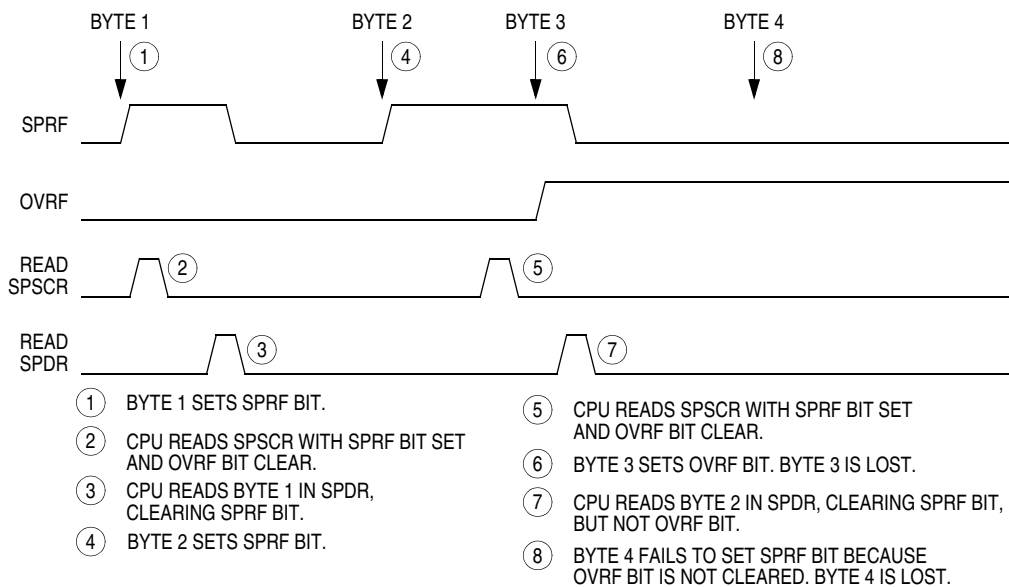 BYTE 1 BYTE 2 BYTE 3 BYTE 4
1 4 6 8
SPRF
OVRF
READ
SPSCR
2 5
READ
SPDR
3 7
1 BYTE 1 SETS SPRF BIT.
2 CPU READS SPSCR WITH SPRF BIT SET
AND OVRF BIT CLEAR.
3 CPU READS BYTE 1 IN SPDR,
CLEARING SPRF BIT.
4 BYTE 2 SETS SPRF BIT.
5 CPU READS SPSCR WITH SPRF BIT SET
AND OVRF BIT CLEAR.
6 BYTE 3 SETS OVRF BIT. BYTE 3 IS LOST.
7 CPU READS BYTE 2 IN SPDR, CLEARING SPRF BIT,
BUT NOT OVRF BIT.
8 BYTE 4 FAILS TO SET SPRF BIT BECAUSE
OVRF BIT IS NOT CLEARED. BYTE 4 IS LOST.